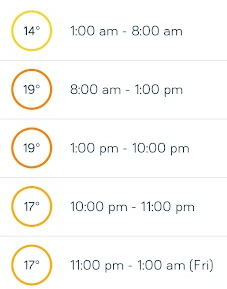 14° 1:00 am - 8:00 am
19° 8:00 am - 1:00 pm
19° 1:00 pm - 10:00 pm
17° 10:00 pm - 11:00 pm
17° 11:00 pm - 1:00 am (Fri)